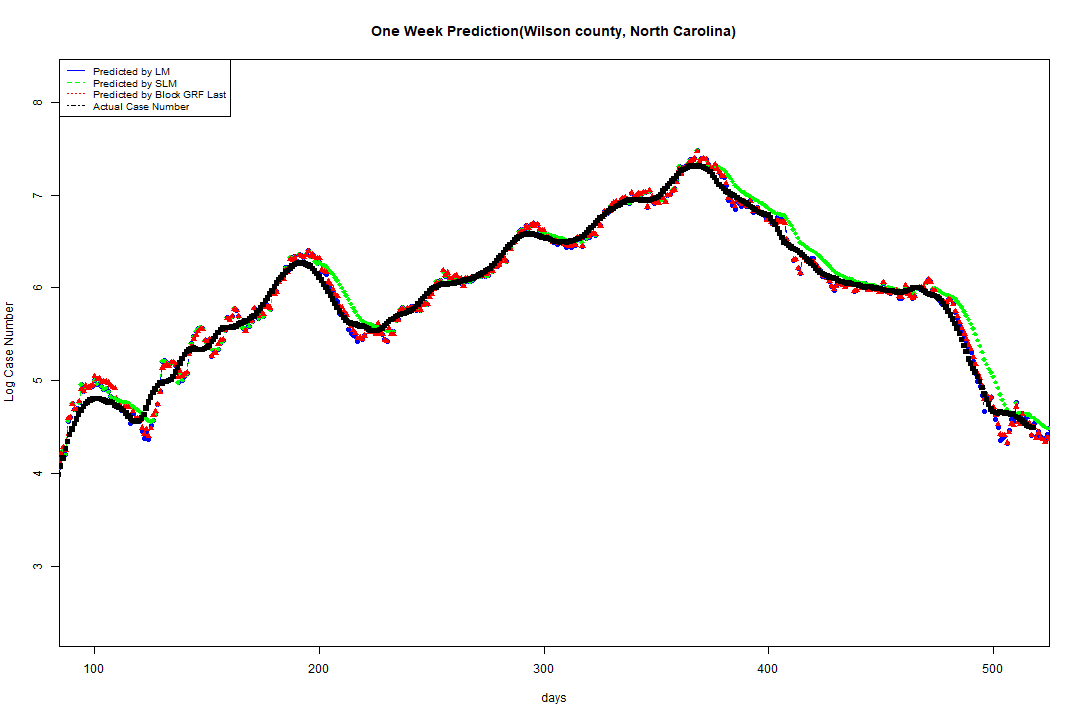 One Week Prediction(Wilson county, North Carolina)
Predicted by LM
Predicted by SLM
Predicted by Block GRF Last
Actual Case Number
8
7
6
5
4
3
Log Case Number
100 200 300 400 500
days